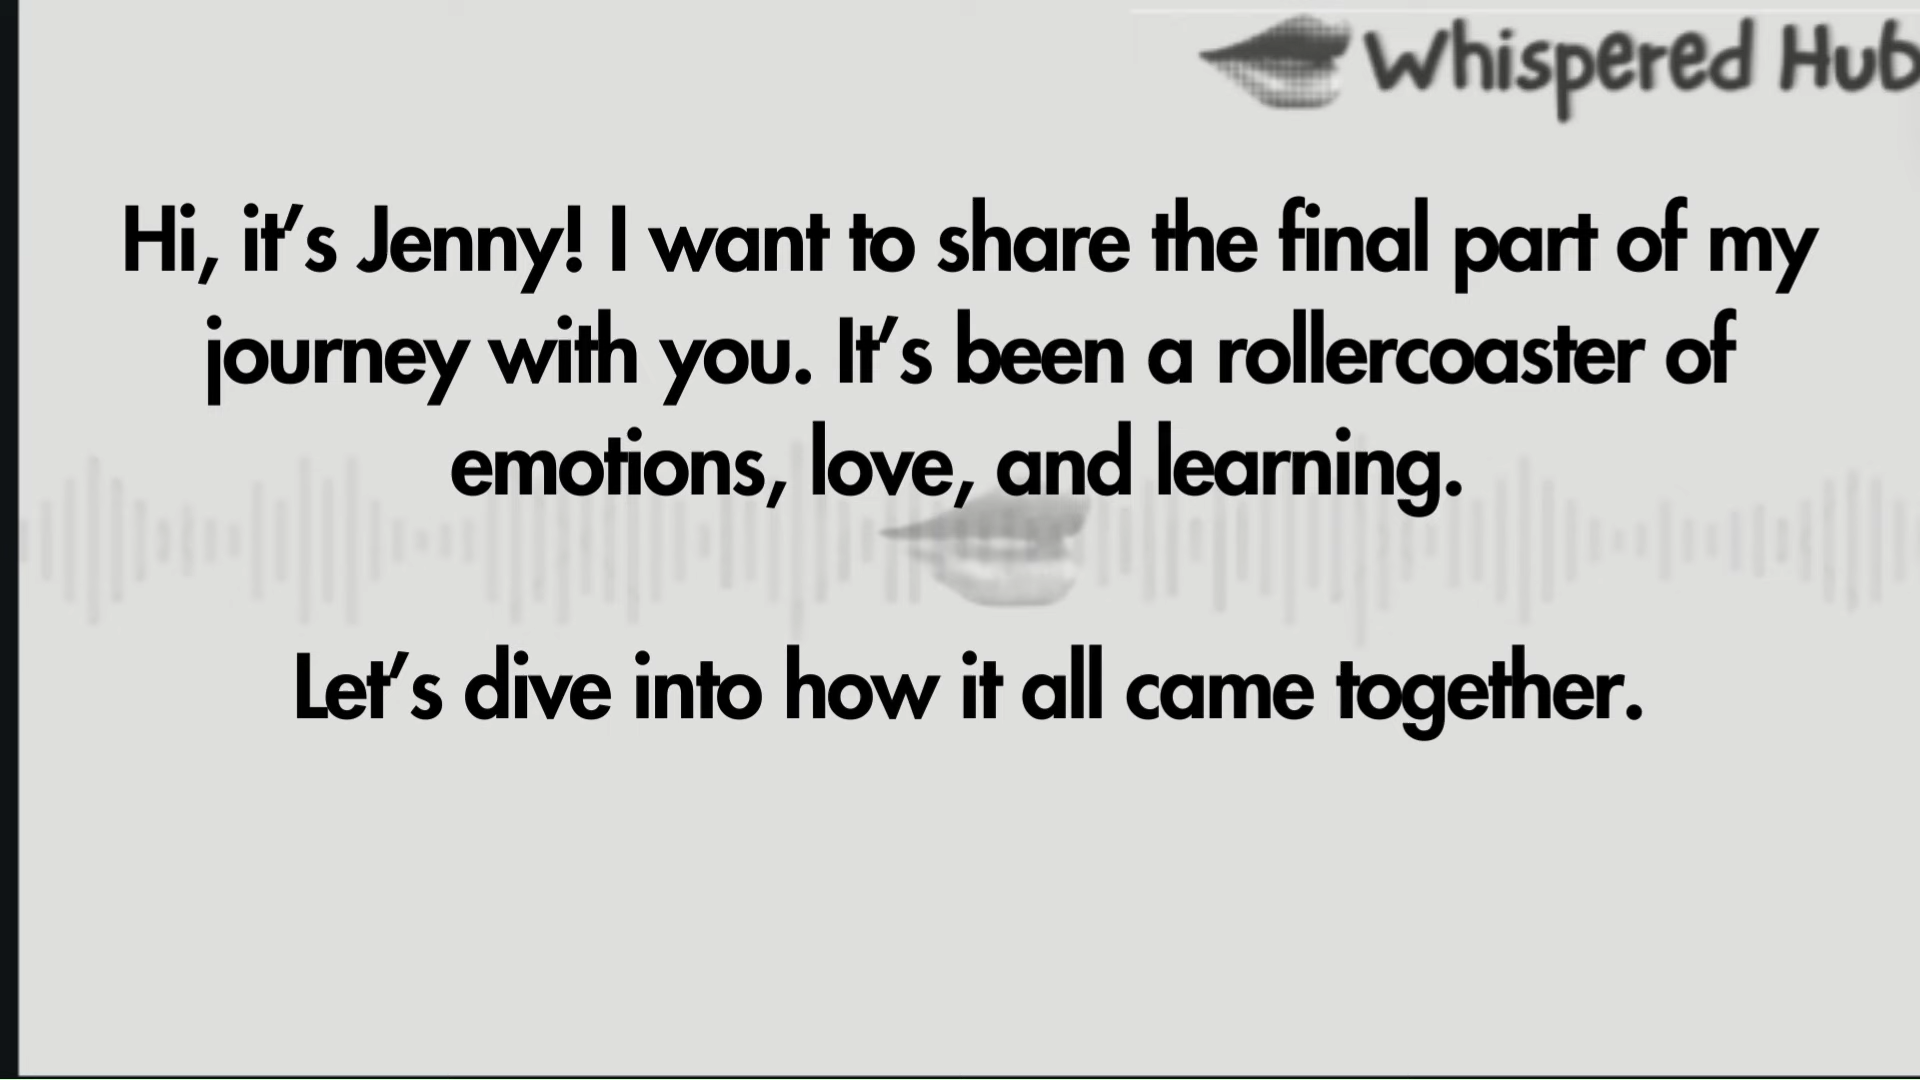 Whispered Hub
Hi, it’s Jenny! I want to share the final part of my
journey with you. It’s been a rollercoaster of
emotions, love, and learning.
Let’s dive into how it all came together.